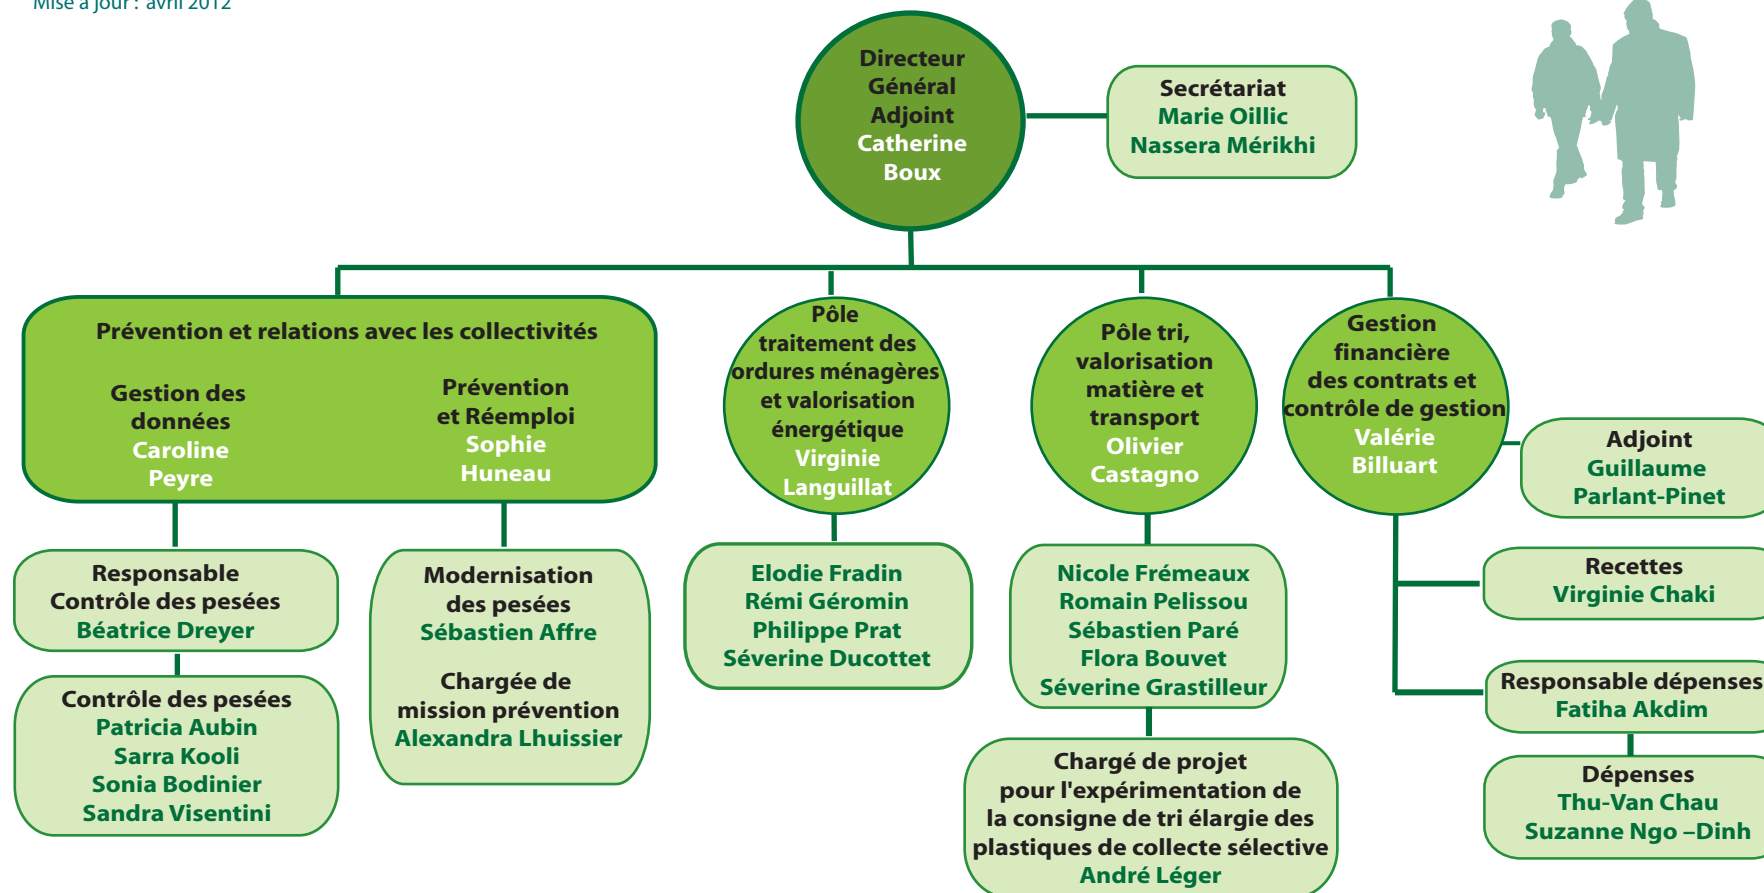 Mise à jour : avril 2012
Directeur
Général
Adjoint
Catherine
Boux
Secrétariat
Marie Oillic
Nassera Mérikhi
Prévention et relations avec les collectivités
Gestion des
données
Caroline
Peyre
Prévention
et Réemploi
Sophie
Huneau
Pôle
traitement des
ordures ménagères
et valorisation
énergétique
Virginie
Languillat
Pôle tri,
valorisation
matière et
transport
Olivier
Castagno
Gestion
financière
des contrats et
contrôle de gestion
Valérie
Billuart
Adjoint
Guillaume
Parlant-Pinet
Responsable
Contrôle des pesées
Béatrice Dreyer
Contrôle des pesées
Patricia Aubin
Sarra Kooli
Sonia Bodinier
Sandra Visentini
Modernisation
des pesées
Sébastien Affre
Chargée de
mission prévention
Alexandra Lhuissier
Elodie Fradin
Rémi Géromin
Philippe Prat
Séverine Ducottet
Nicole Frémeaux
Romain Pelissou
Sébastien Paré
Flora Bouvet
Séverine Grastilleur
Chargé de projet
pour l'expérimentation de
la consigne de tri élargie des
plastiques de collecte sélective
André Léger
Recettes
Virginie Chaki
Responsable dépenses
Fatiha Akdim
Dépenses
Thu-Van Chau
Suzanne Ngo –Dinh